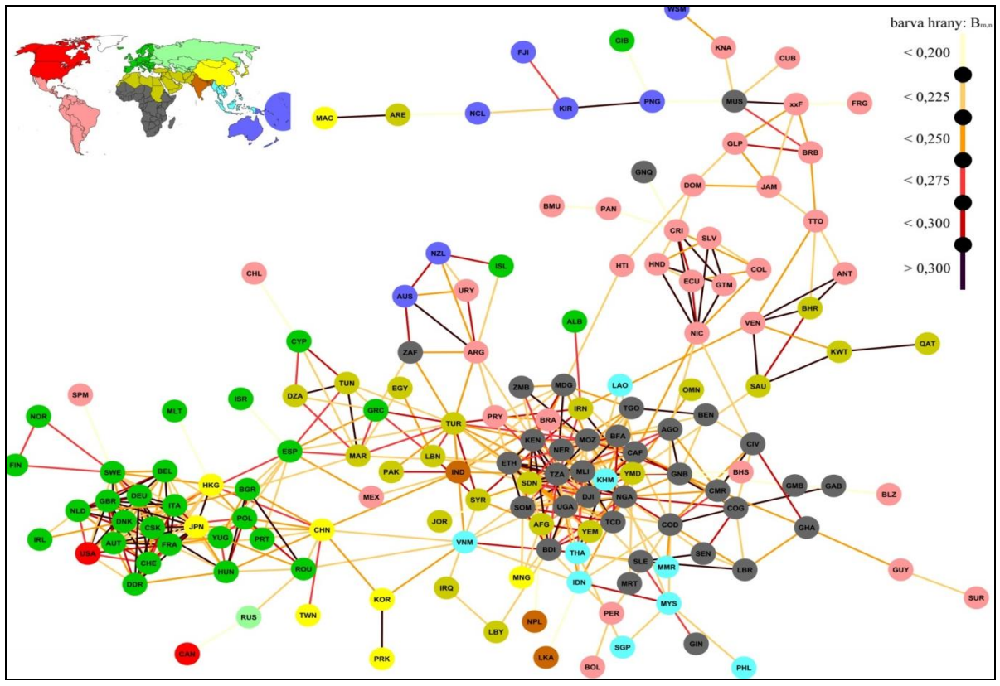 WSM
barva hrany: Bₘ,ₙ
GIB
KNA
FJI
CUB
< 0,200
< 0,225
PNG
MUS
xxF
FRG
KIR
NCL
ARE
MAC
< 0,250
GLP
BRB
GNQ
< 0,275
DOM
JAM
BMU
PAN
TTO
< 0,300
CRI
SLV
NZL
HTI
HND
COL
ANT
> 0,300
ISL
CHL
ECU
GTM
URY
AUS
BHR
ALB
VEN
NIC
CYP
QAT
ZAF
ARG
KWT
TUN
EGY
ZMB
MDG
LAO
SAU
OMN
SPM
DZA
ISR
MLT
NOR
GRC
PRY
BRA
IRN
TGO
BEN
TUR
AGO
KEN
MOZ
BFA
CIV
ESP
MAR
LBN
NER
CAF
FIN
SWE
BEL
PAK
IND
ETH
TZA
MLI
KHM
YMD
GNB
BHS
HKG
BGR
SDN
CMR
GMB
GAB
BLZ
DEU
GBR
ITA
MEX
SYR
SOM
UGA
DJI
NGA
COG
NLD
DNK
CSK
JPN
POL
JOR
AFG
YEM
TCD
COD
GHA
IRL
AUT
FRA
YUG
PRT
CHN
VNM
BDI
THA
USA
CHE
HUN
ROU
SLE
SEN
MMR
LBR
GUY
DDR
MNG
IDN
MRT
IRQ
KOR
SUR
RUS
TWN
NPL
PER
MYS
LBY
CAN
PRK
LKA
SGP
GIN
BOL
PHL